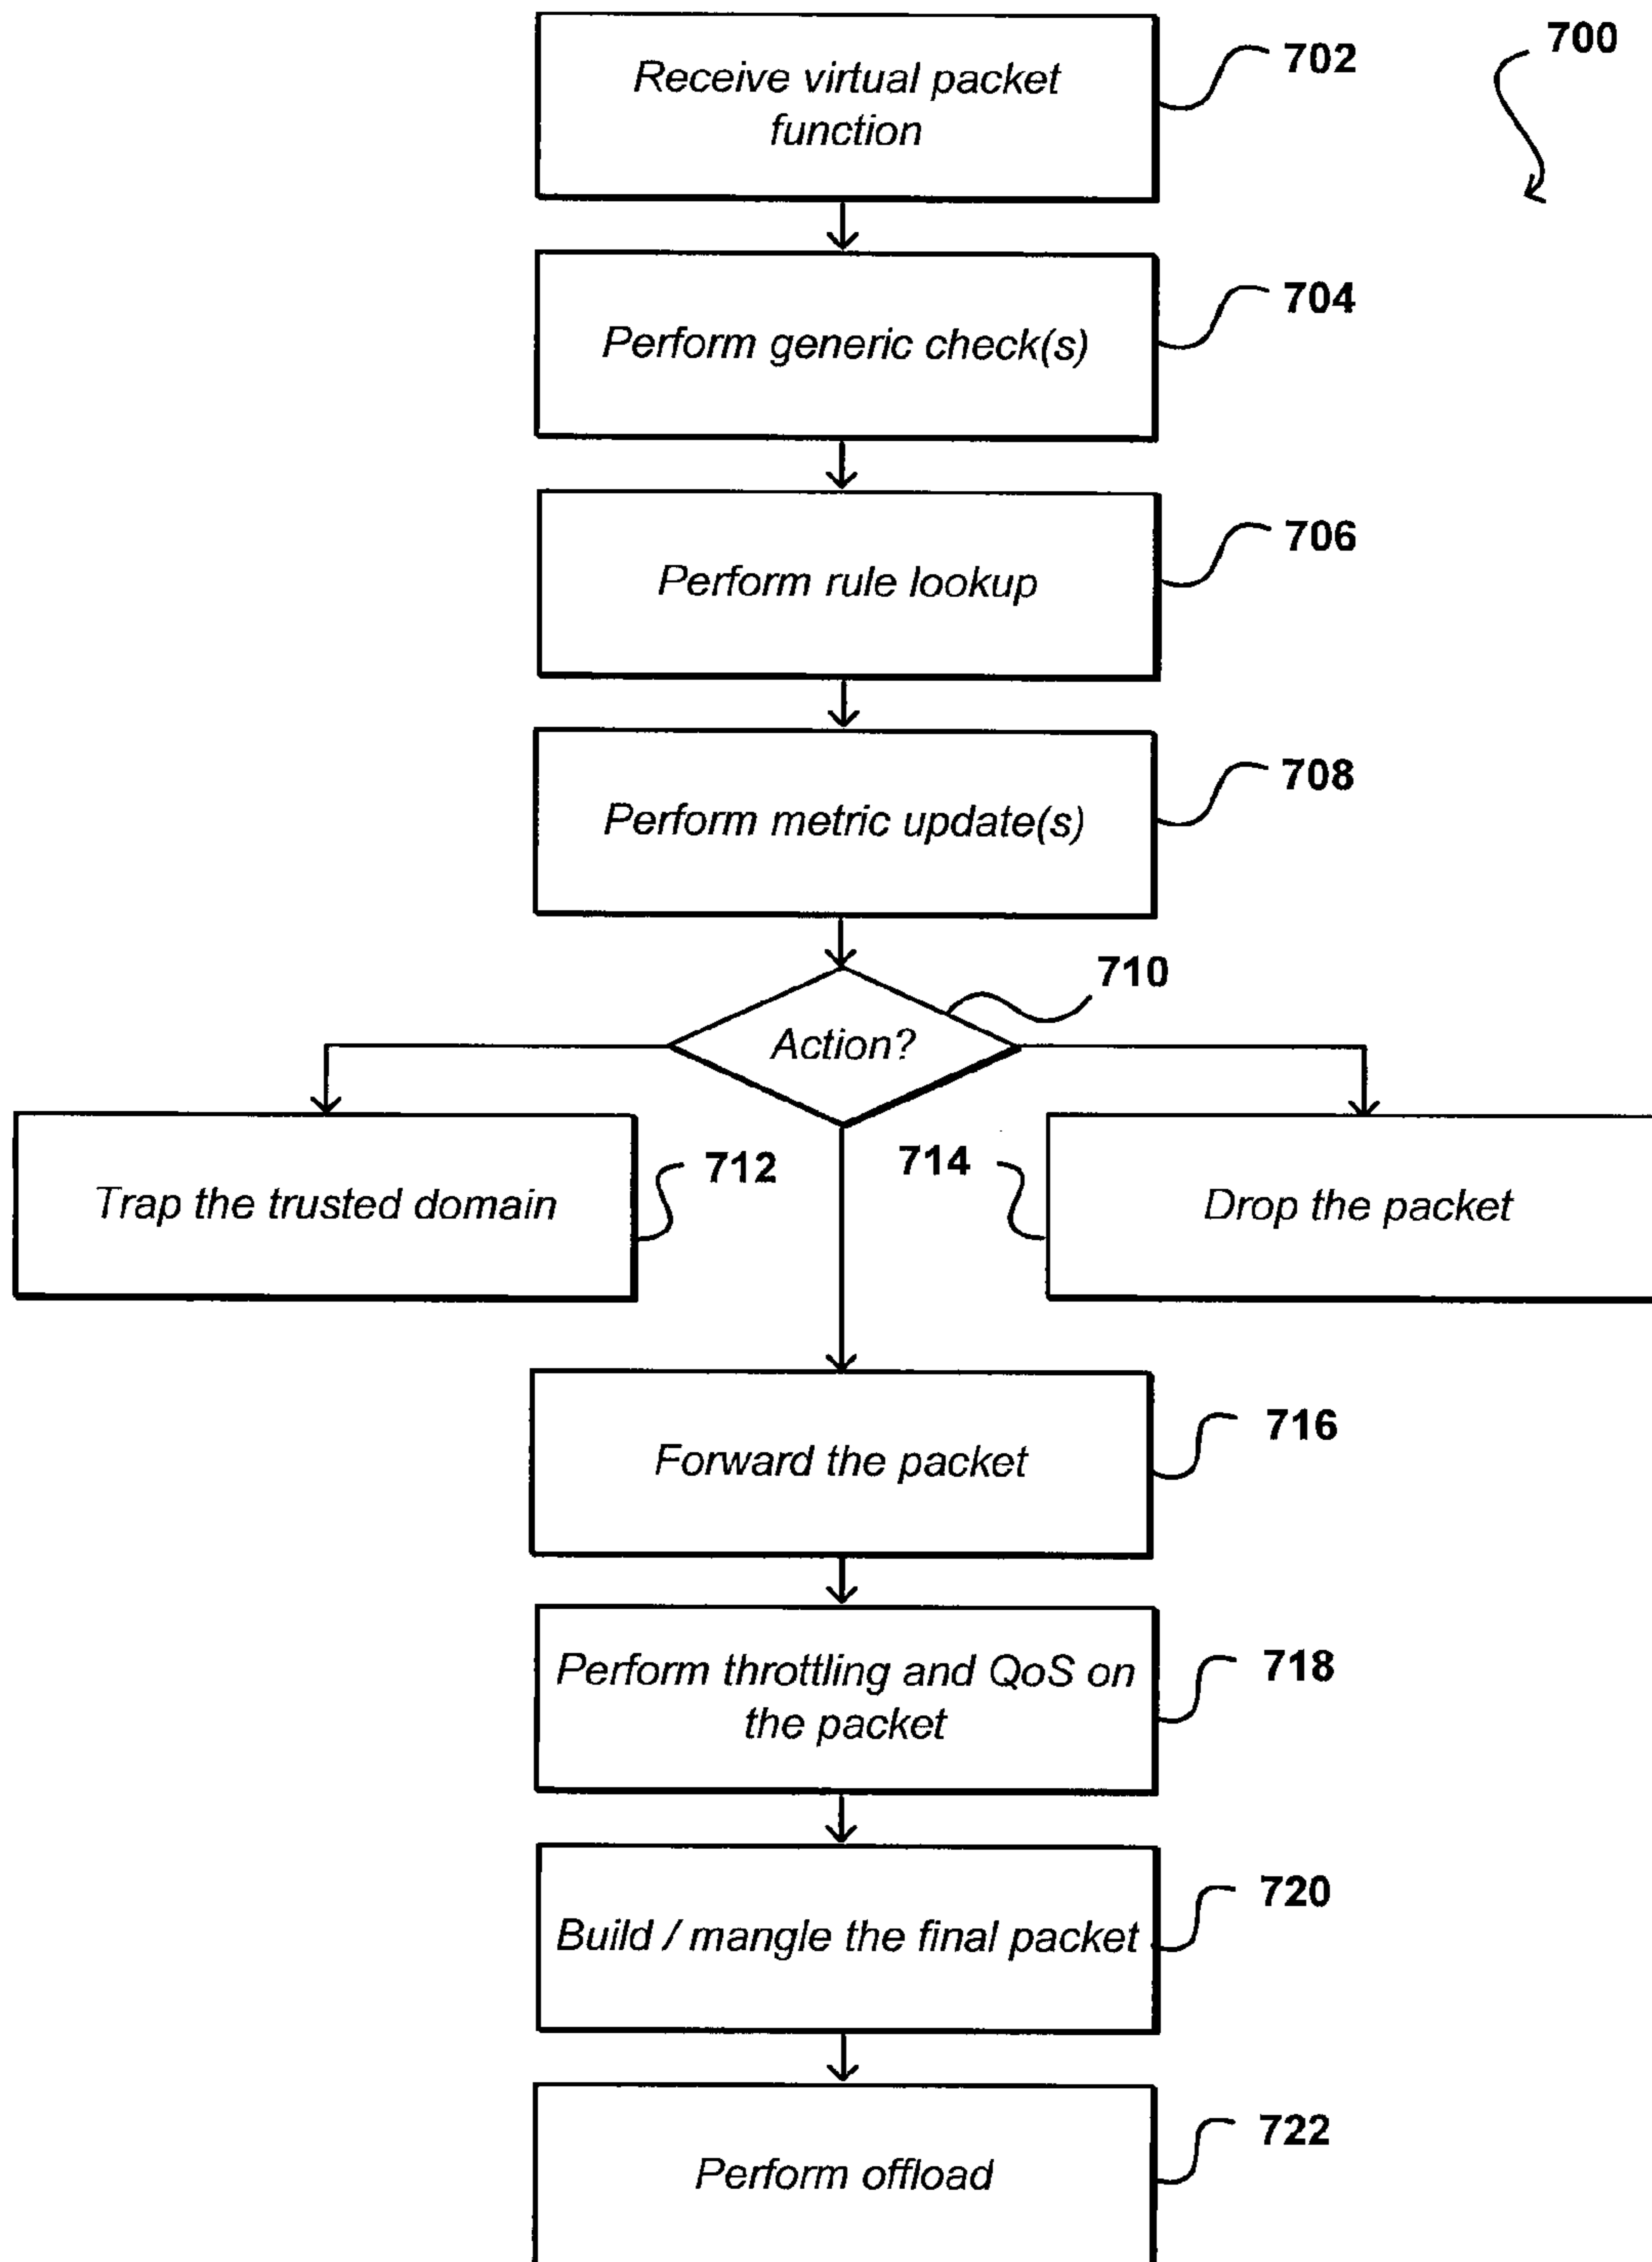 700
Receive virtual packet
function
702
Perform generic check(s)
704
Perform rule lookup
706
Perform metric update(s)
708
Action?
710
Trap the trusted domain
712
714
Drop the packet
Forward the packet
716
Perform throttling and QoS on
the packet
718
Build / mangle the final packet
720
Perform offload
722